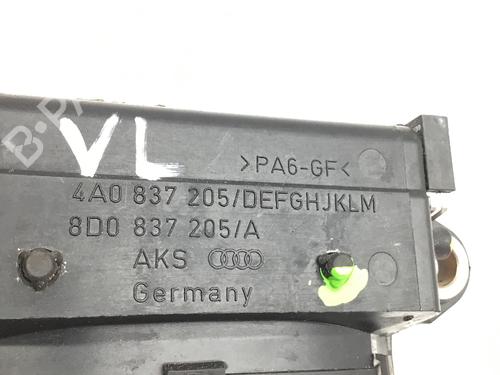 VL
>PA6-GF<
4A0 837 205/DEFGHJKLM
8D0 837 205/A
AKS
Germany